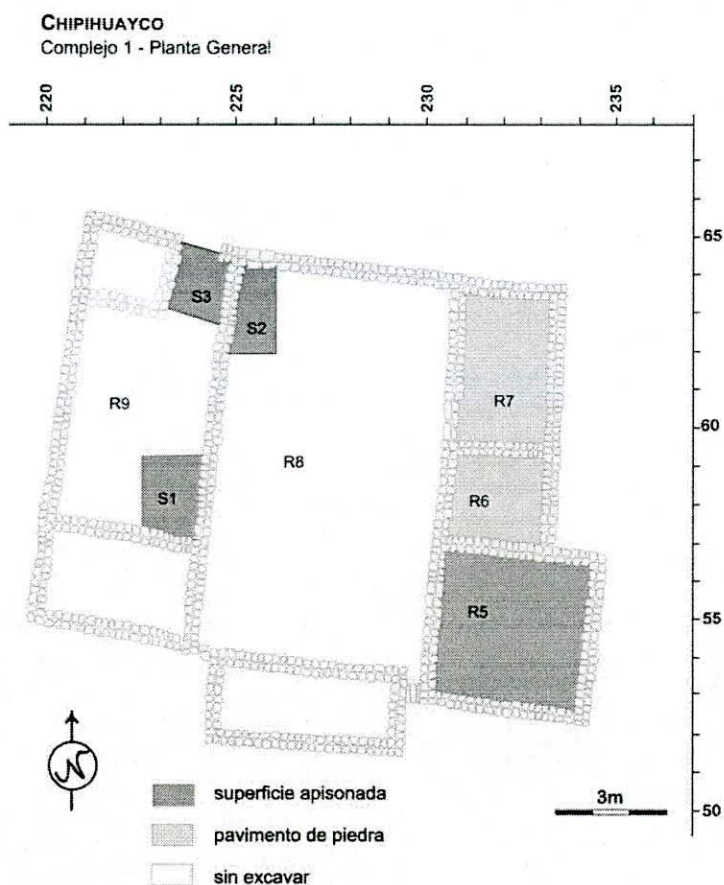 CHIPIHUAYCO
Complejo 1 - Planta General
220 225 230 235
65
S3
S2
60
R9
R7
R8
S1
R6
55
R5
N
superficie apisonada
3m
50
pavimento de piedra
sin excavar